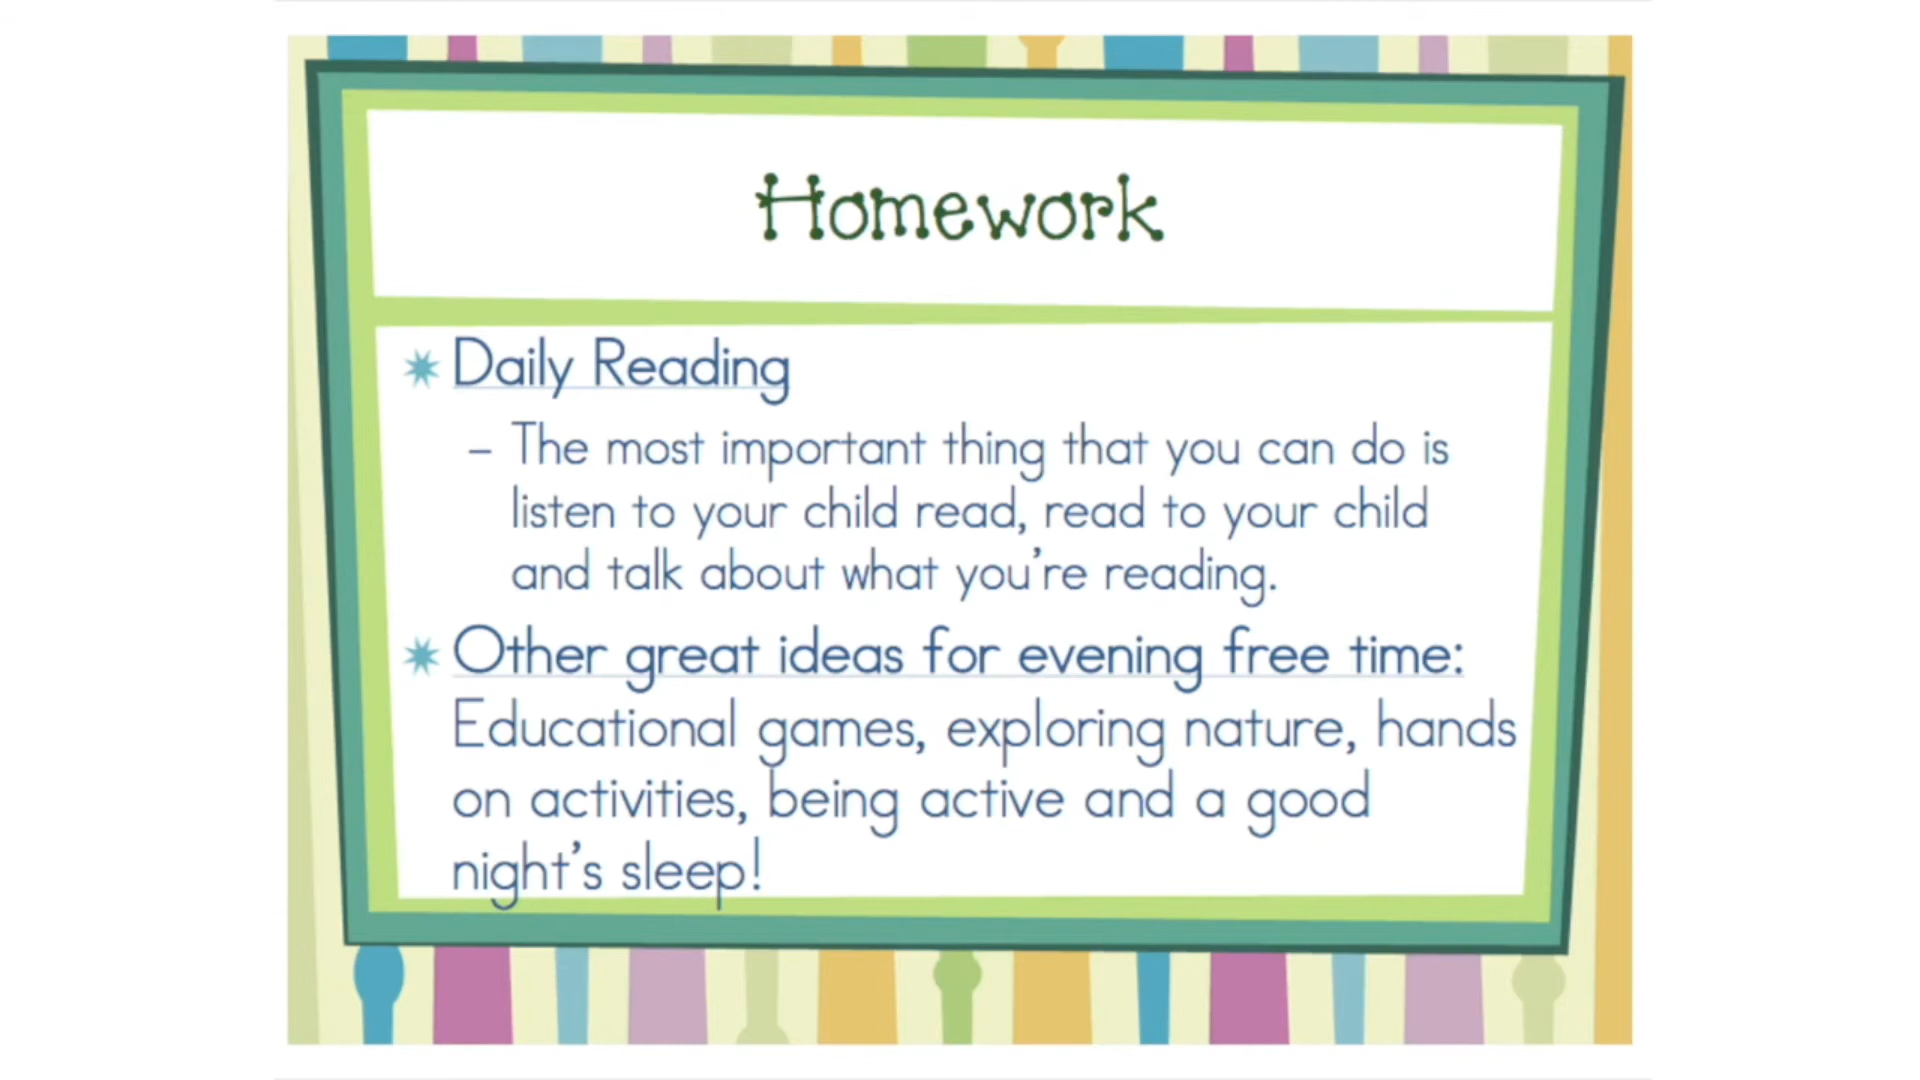 Homework
Daily Reading
– The most important thing that you can do is
listen to your child read, read to your child
and talk about what you're reading.
Other great ideas for evening free time:
Educational games, exploring nature, hands
on activities, being active and a good
night's sleep!